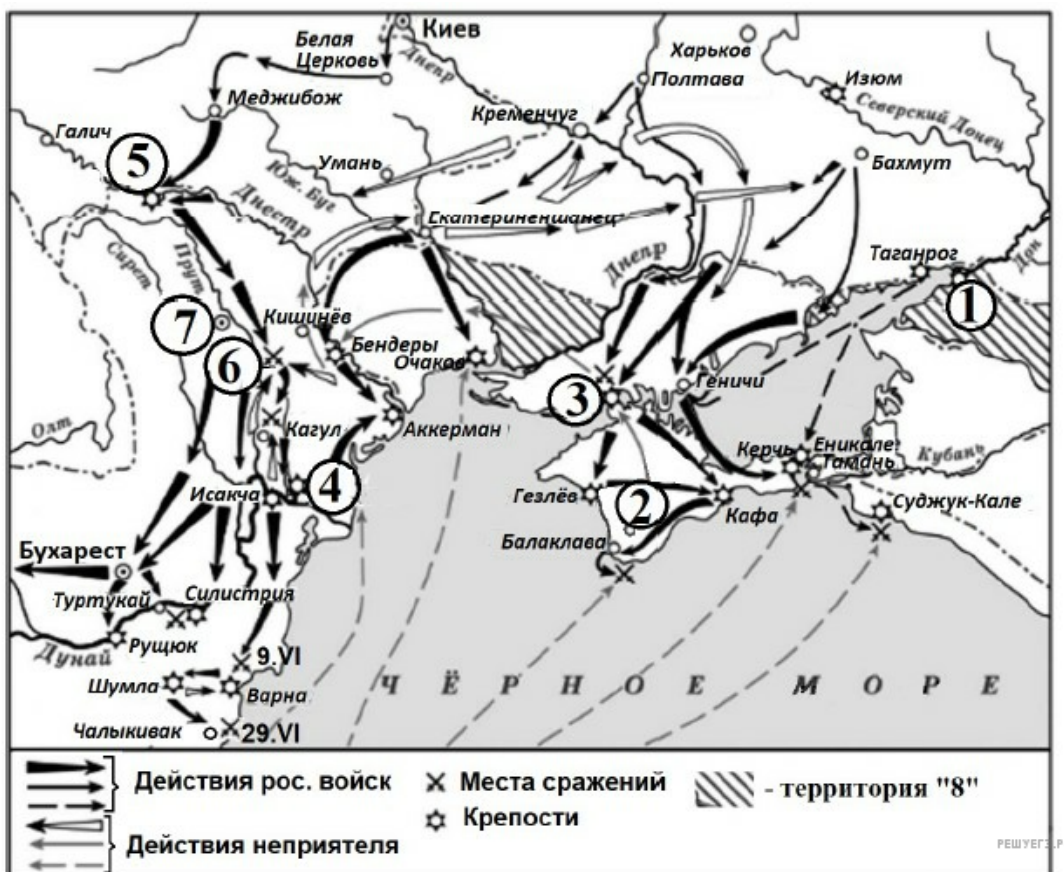 Киев
Белая
Церковь
Днепр
Харьков
Полтава
Изюм
Северский Донец
Меджибож
Кременчуг
Галич
5
Умань
Юж. Буг
Бахмут
Днестр
Екатериненшанец
Сирет
Прут
Днепр
Таганрог
Дон
1
7
Кишинёв
6
Бендеры
Очаков
3
Геничи
Олт
Кагул
Аккерман
Керчь
Еникале
Тамань
Кубань
4
Исакча
Гезлёв
2
Кафа
Суджук-Кале
Балаклава
Бухарест
Туртукай
Силистрия
Рущюк
Дунай
9.VI
Шумла
Варна
ЧЁРНОЕ МОРЕ
Чалыкивак
29.VI
Действия рос. войск
Места сражений
- территория "8"
Крепости
Действия неприятеля